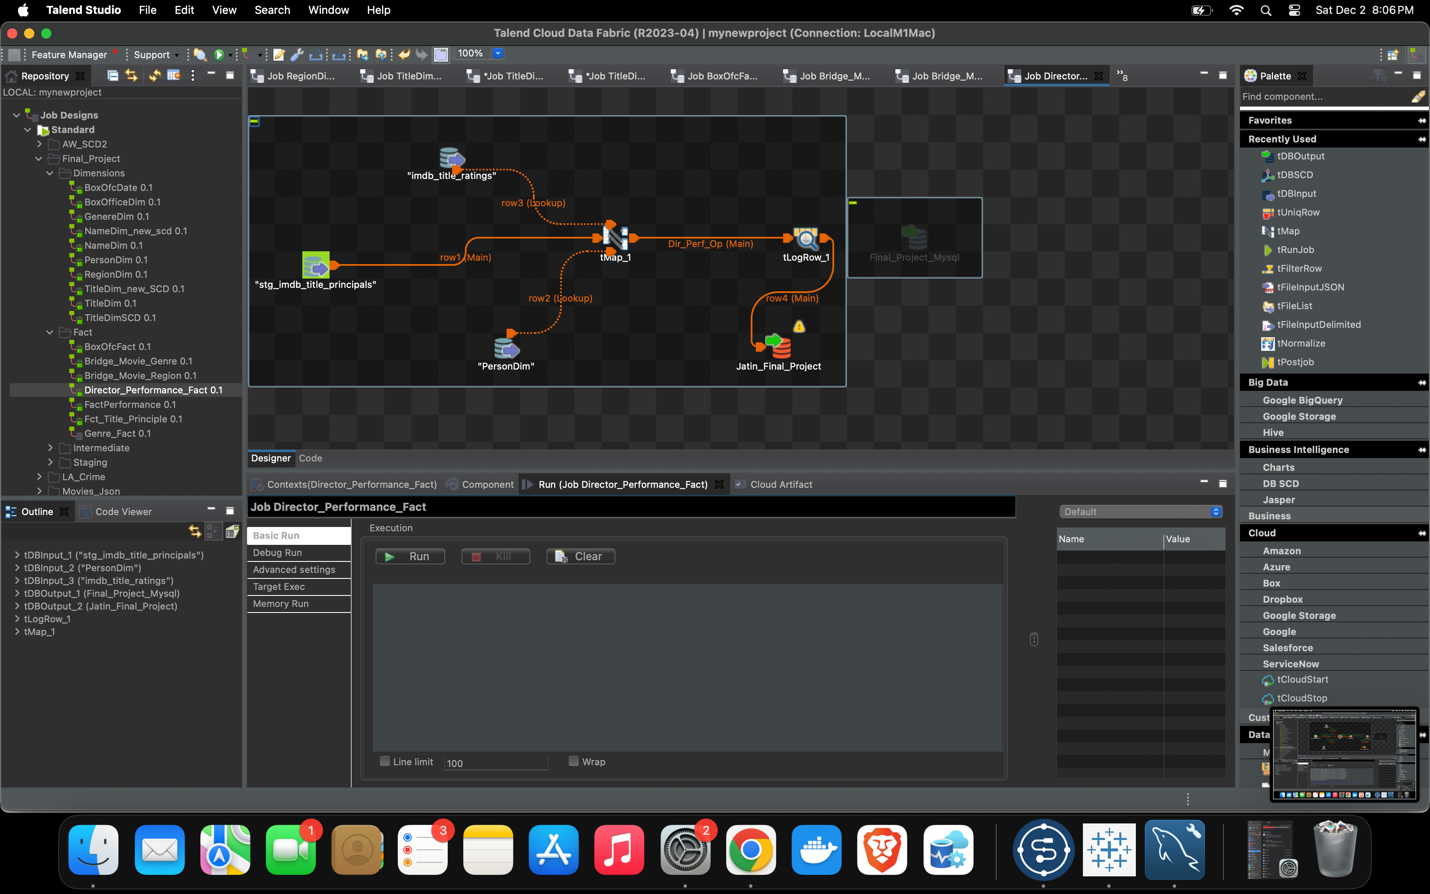 Talend Studio File Edit View Search Window Help Sat Dec 2 8:06 PM
Talend Cloud Data Fabric (R2023-04) | mynewproject (Connection: LocalM1Mac)
Feature Manager Support 100%
Repository
LOCAL: mynewproject
Job Designs
Standard
AW_SCD2
Final_Project
Dimensions
BoxOfcDate 0.1
BoxOfficeDim 0.1
GenereDim 0.1
NameDim_new_scd 0.1
NameDim 0.1
PersonDim 0.1
RegionDim 0.1
TitleDim_new_SCD 0.1
TitleDim 0.1
TitleDimSCD 0.1
Fact
BoxOfcFact 0.1
Bridge_Movie_Genre 0.1
Bridge_Movie_Region 0.1
Director_Performance_Fact 0.1
FactPerformance 0.1
Fct_Title_Principle 0.1
Genre_Fact 0.1
Intermediate
Staging
LA_Crime
Movies_Json
Outline Code Viewer
tDBInput_1 ("stg_imdb_title_principals")
tDBInput_2 ("PersonDim")
tDBInput_3 ("imdb_title_ratings")
tDBOutput_1 (Final_Project_Mysql)
tDBOutput_2 (Jatin_Final_Project)
tLogRow_1
tMap_1
Job RegionDi... Job TitleDim... *Job TitleDi... *Job TitleDi... Job BoxOfcFa... Job Bridge_M... Job Bridge_M... Job Director... »8
"imdb_title_ratings"
row3 (Lookup)
row1 (Main)
tMap_1
Dir_Perf_Op (Main)
tLogRow_1
Final_Project_Mysql
"stg_imdb_title_principals"
row2 (Lookup)
row4 (Main)
"PersonDim"
Jatin_Final_Project
Designer Code
Contexts(Director_Performance_Fact) Component Run (Job Director_Performance_Fact) Cloud Artifact
Job Director_Performance_Fact
Default
Basic Run
Debug Run
Advanced settings
Target Exec
Memory Run
Execution
Run Kill Clear
Line limit 100 Wrap
Name Value
Palette
Find component...
Favorites
Recently Used
tDBOutput
tDBSCD
tDBInput
tUniqRow
tMap
tRunJob
tFilterRow
tFileInputJSON
tFileList
tFileInputDelimited
tNormalize
tPostjob
Big Data
Google BigQuery
Google Storage
Hive
Business Intelligence
Charts
DB SCD
Jasper
Business
Cloud
Amazon
Azure
Box
Dropbox
Google Storage
Google
Salesforce
ServiceNow
tCloudStart
tCloudStop
Cust
Data
1
3
2